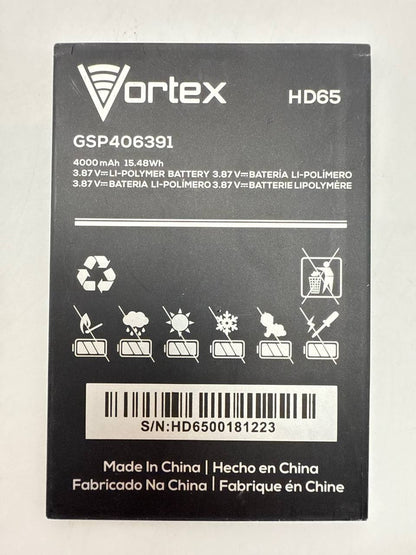 Vortex
HD65
GSP406391
4000 mAh 15.48Wh
3.87 V⎓LI-POLYMER BATTERY 3.87 V⎓BATERÍA LI-POLÍMERO
3.87 V⎓BATERIA LI-POLÍMERO 3.87 V⎓BATTERIE LIPOLYMÈRE
S/N:HD6500181223
Made In China | Hecho en China
Fabricado Na China | Fabrique én Chine